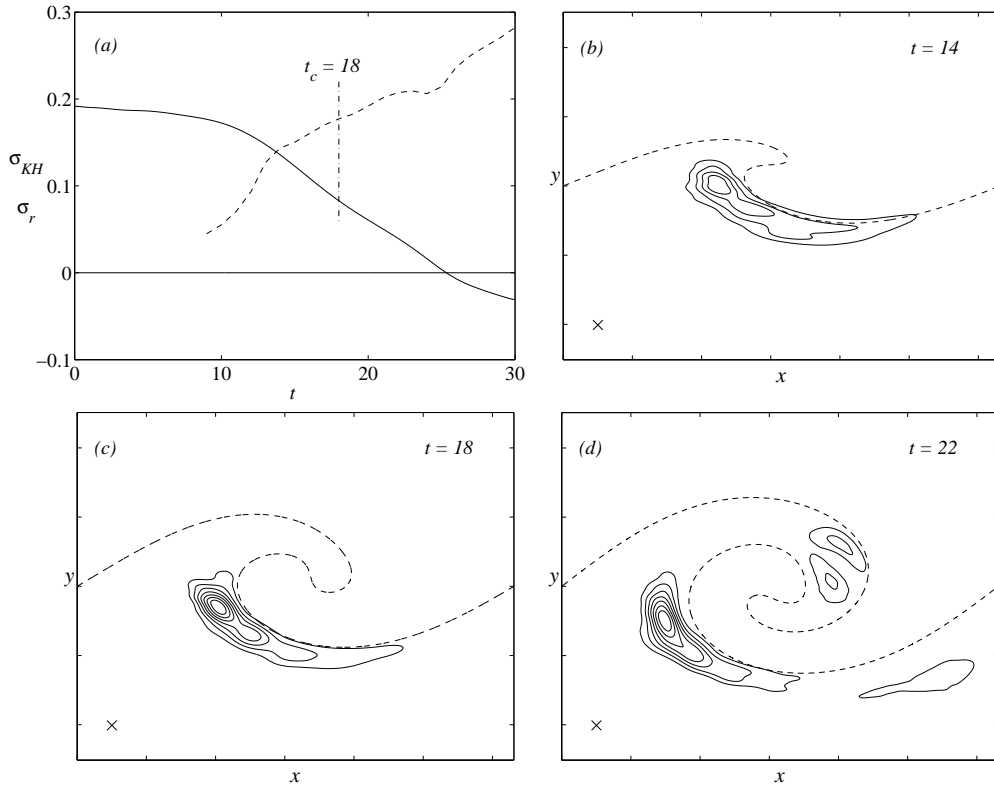 0.3
(a)
t_c = 18
0.2
σ_KH
0.1
σ_r
0
−0.1
0
10
20
30
t
(b)
t = 14
y
x
(c)
t = 18
y
x
(d)
t = 22
y
x